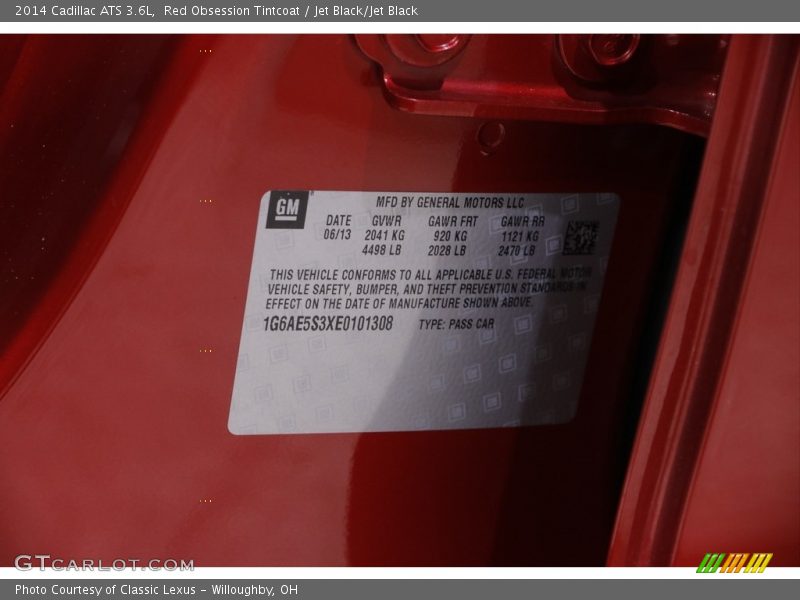 2014 Cadillac ATS 3.6L, Red Obsession Tintcoat / Jet Black/Jet Black
GM
MFD BY GENERAL MOTORS LLC
DATE GVWR GAWR FRT GAWR RR
06/13 2041 KG 920 KG 1121 KG
4498 LB 2028 LB 2470 LB
THIS VEHICLE CONFORMS TO ALL APPLICABLE U.S. FEDERAL MOTOR
VEHICLE SAFETY, BUMPER, AND THEFT PREVENTION STANDARDS IN
EFFECT ON THE DATE OF MANUFACTURE SHOWN ABOVE.
1G6AE5S3XE0101308 TYPE: PASS CAR
GTCARLOT.COM
Photo Courtesy of Classic Lexus - Willoughby, OH